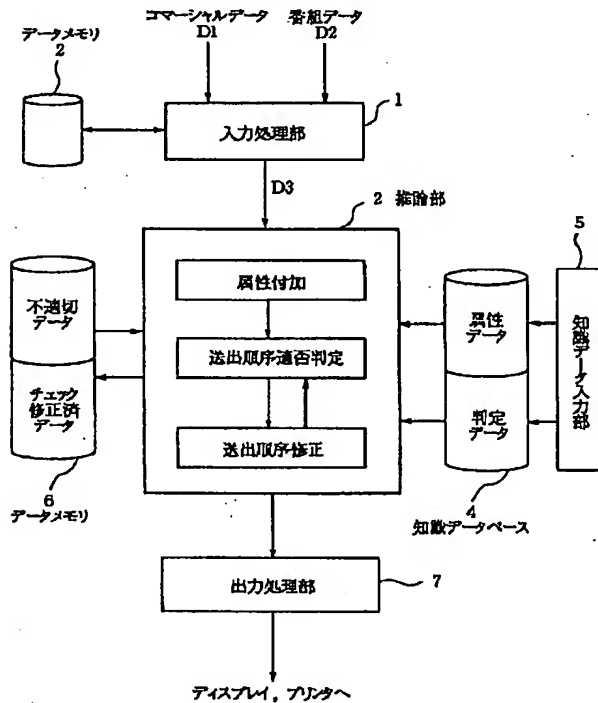 コマーシャルデータ
D1
番組データ
D2
データメモリ
2
1
入力処理部
D3
2 推論部
5
不適切
データ
チェック
修正済
データ
6
データメモリ
属性付加
送出順序適否判定
送出順序修正
属性
データ
判定
データ
4
知識データベース
知識データ入力部
出力処理部
7
ディスプレイ,プリンタへ